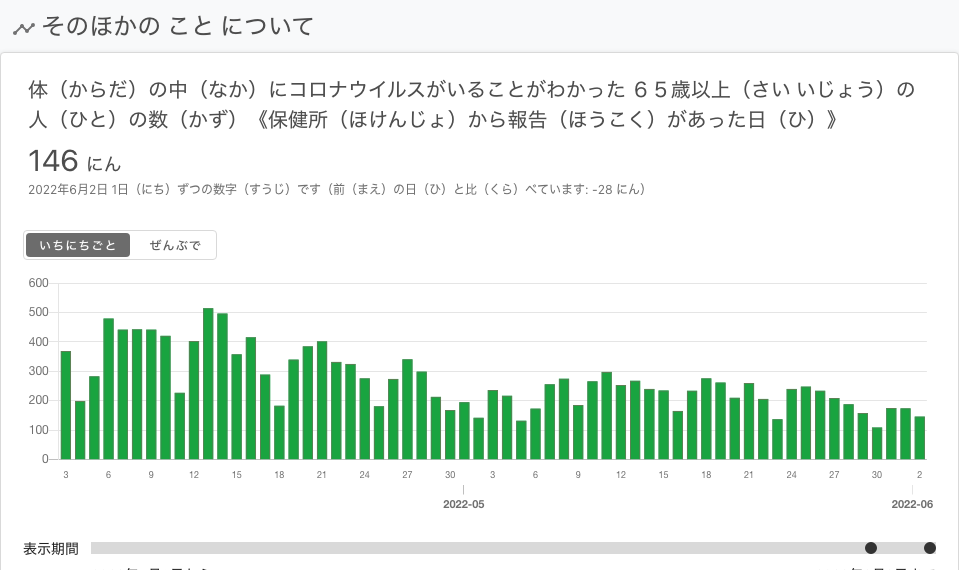 そのほかの こと について
体（からだ）の中（なか）にコロナウイルスがいることがわかった ６５歳以上（さい いじょう）の
人（ひと）の数（かず）《保健所（ほけんじょ）から報告（ほうこく）があった日（ひ）》
146 にん
2022年6月2日 1日（にち）ずつの数字（すうじ）です（前（まえ）の日（ひ）と比（くら）べています: -28 にん）
いちにちごと ぜんぶで
600
500
400
300
200
100
0
3 6 9 12 15 18 21 24 27 30 3 6 9 12 15 18 21 24 27 30 2
2022-05 2022-06
表示期間